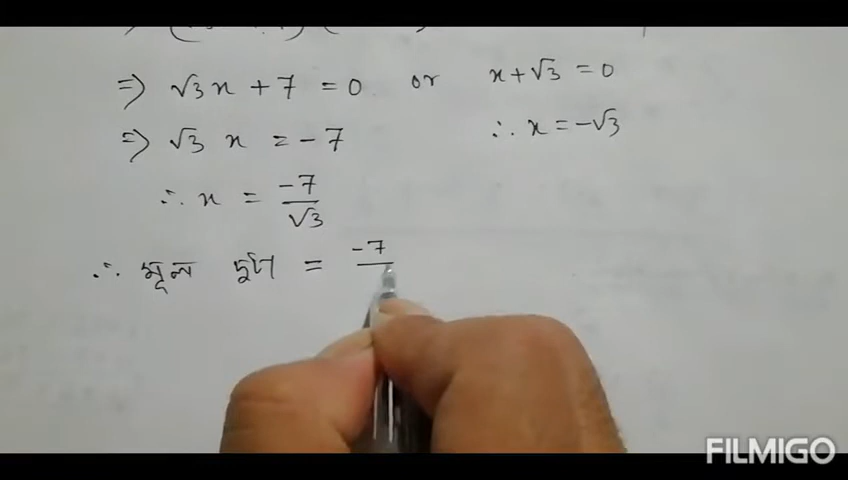 ⇒ √3x + 7 = 0 or x + √3 = 0
⇒ √3 x = - 7 ∴ x = -√3
∴ x = -7/√3
∴ মূল দুটা = -7
FILMIGO